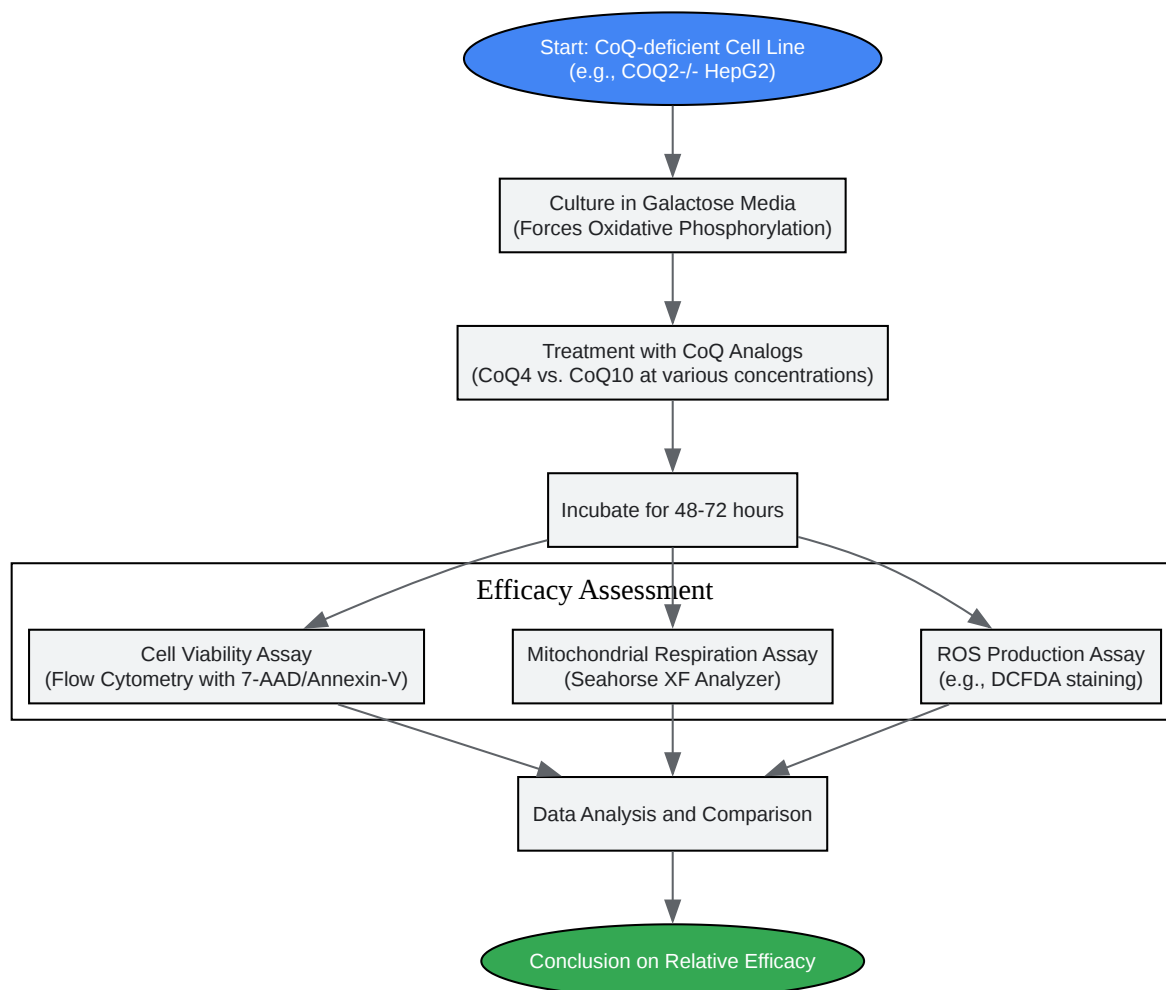 Start: CoQ-deficient Cell Line
(e.g., COQ2-/- HepG2)
Culture in Galactose Media
(Forces Oxidative Phosphorylation)
Treatment with CoQ Analogs
(CoQ4 vs. CoQ10 at various concentrations)
Incubate for 48-72 hours
Efficacy Assessment
Cell Viability Assay
(Flow Cytometry with 7-AAD/Annexin-V)
Mitochondrial Respiration Assay
(Seahorse XF Analyzer)
ROS Production Assay
(e.g., DCFDA staining)
Data Analysis and Comparison
Conclusion on Relative Efficacy